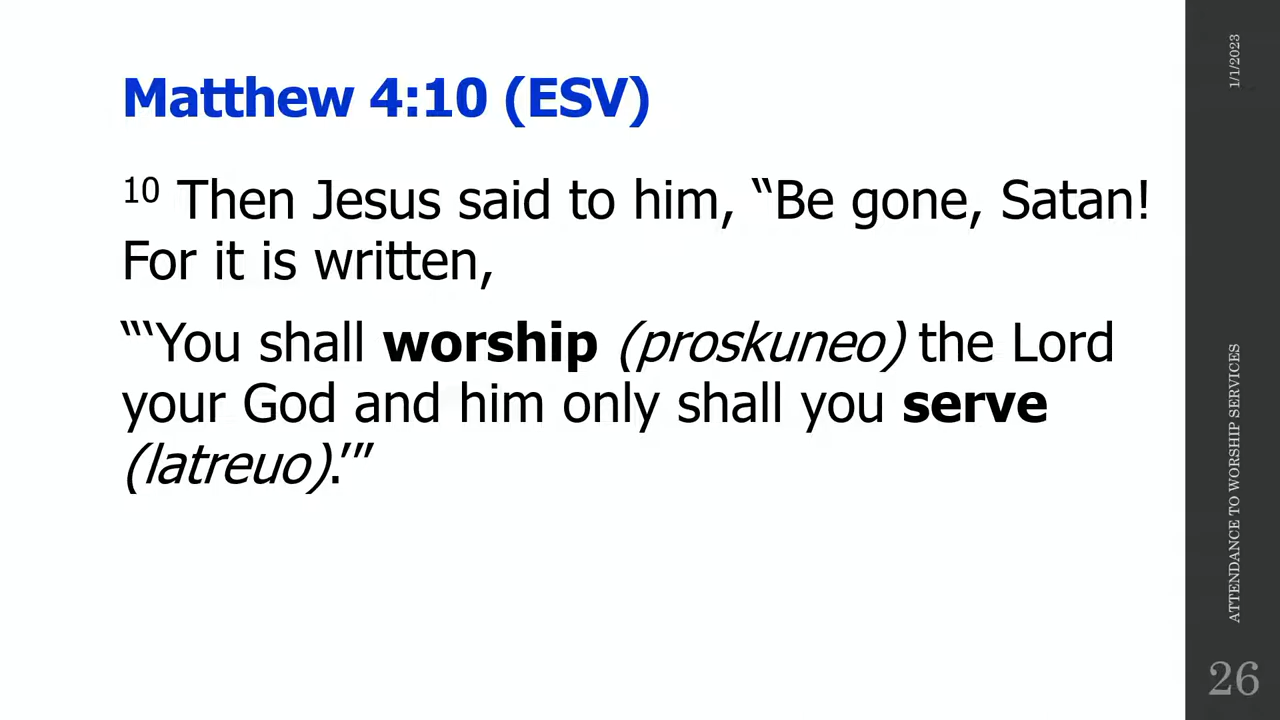 Matthew 4:10 (ESV)
10 Then Jesus said to him, “Be gone, Satan!
For it is written,
“‘You shall worship (proskuneo) the Lord
your God and him only shall you serve
(latreuo).’”
1/1/2023
ATTENDANCE TO WORSHIP SERVICES
26